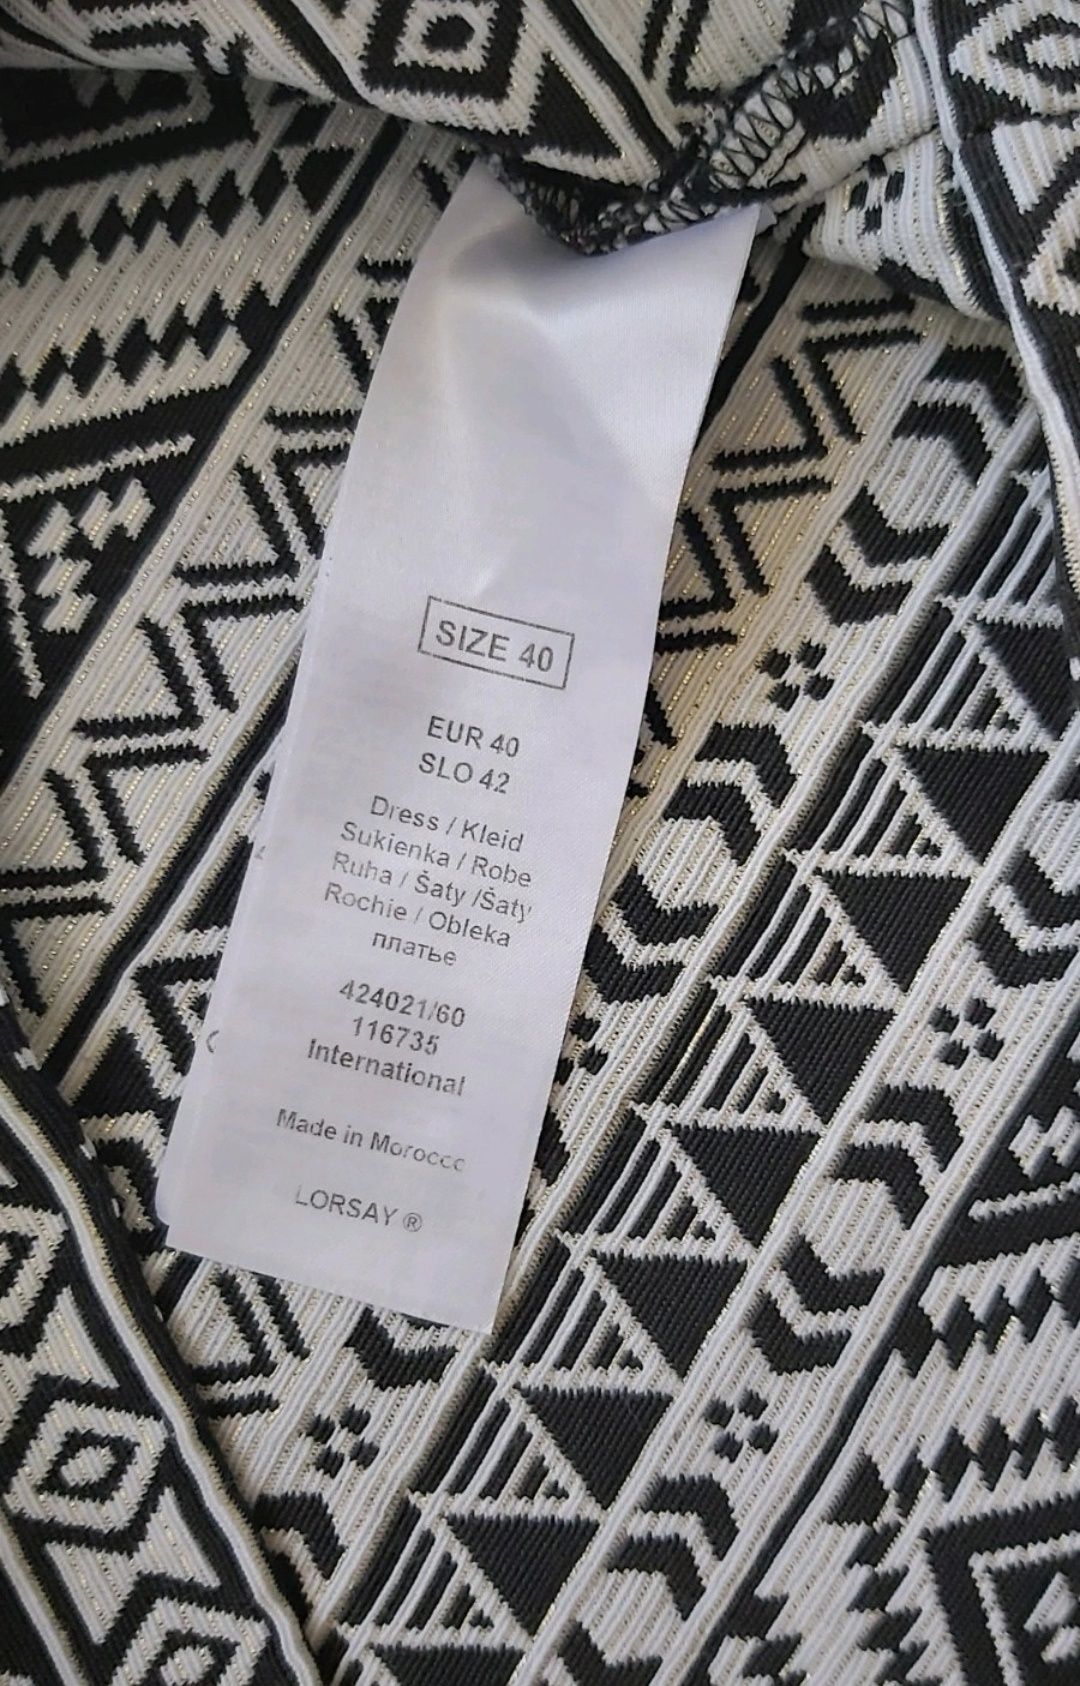 SIZE 40
EUR 40
SLO 42
Dress / Kleid
Sukienka / Robe
Ruha / Šaty /Šaty
Rochie / Obleka
платье
424021/60
116735
International
Made in Morocco
LORSAY ®